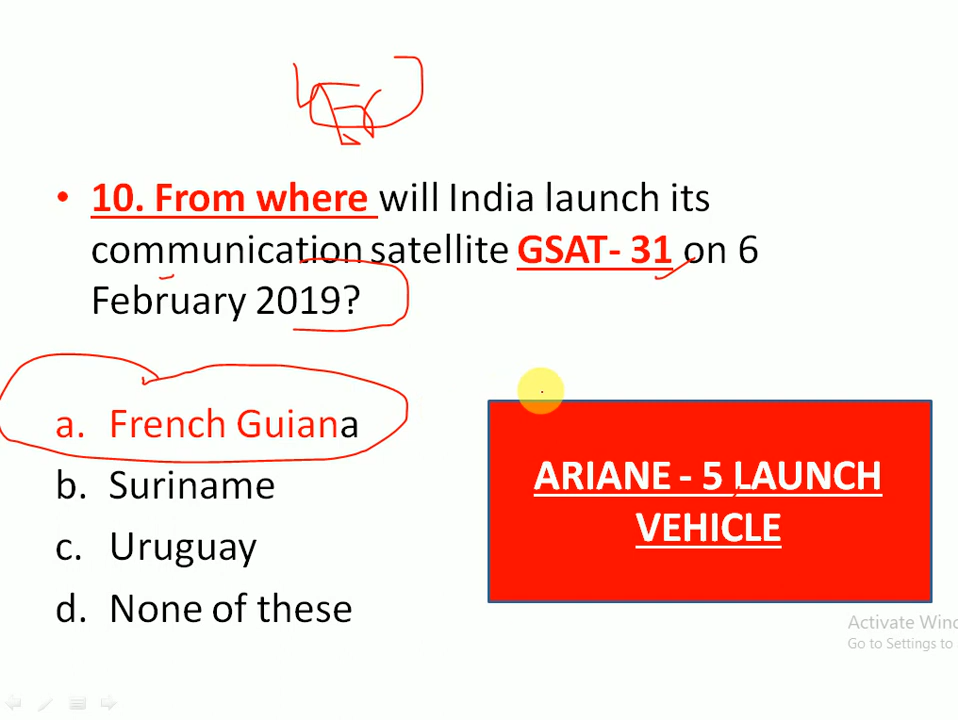 • 10. From where will India launch its
communication satellite GSAT- 31 on 6
February 2019?
a. French Guiana
b. Suriname
c. Uruguay
d. None of these
ARIANE - 5 LAUNCH
VEHICLE
Activate Wind
Go to Settings to